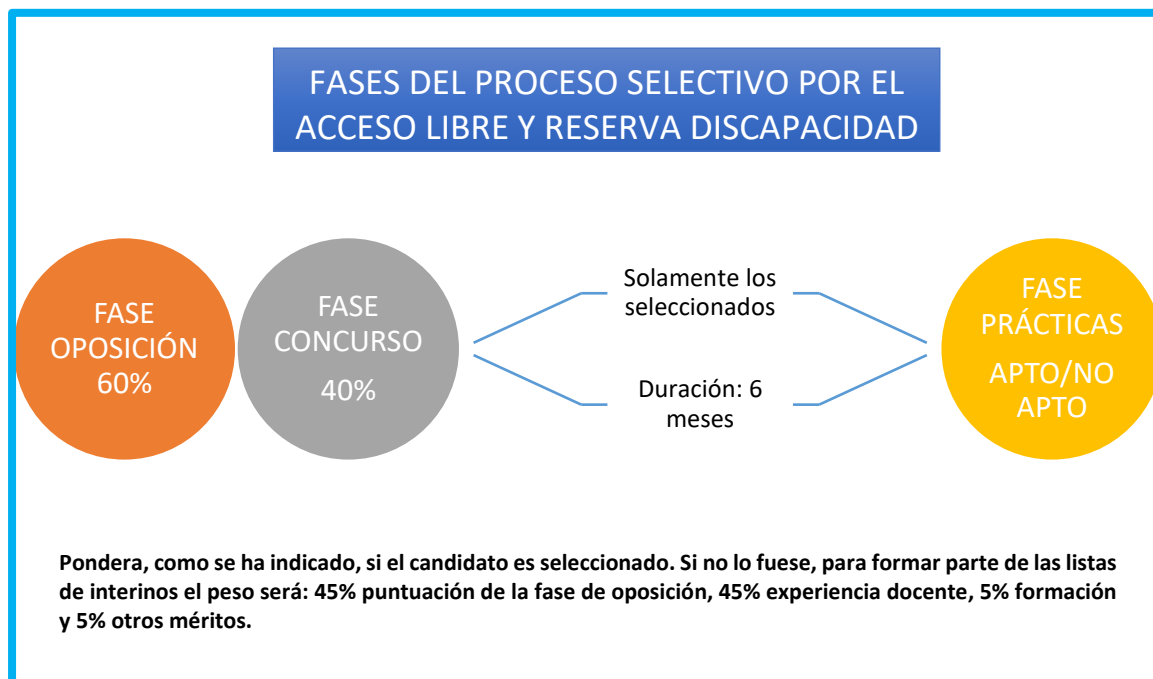 FASES DEL PROCESO SELECTIVO POR EL
ACCESO LIBRE Y RESERVA DISCAPACIDAD
FASE
OPOSICIÓN
60%
FASE
CONCURSO
40%
Solamente los
seleccionados
Duración: 6
meses
FASE
PRÁCTICAS
APTO/NO
APTO
Pondera, como se ha indicado, si el candidato es seleccionado. Si no lo fuese, para formar parte de las listas
de interinos el peso será: 45% puntuación de la fase de oposición, 45% experiencia docente, 5% formación
y 5% otros méritos.